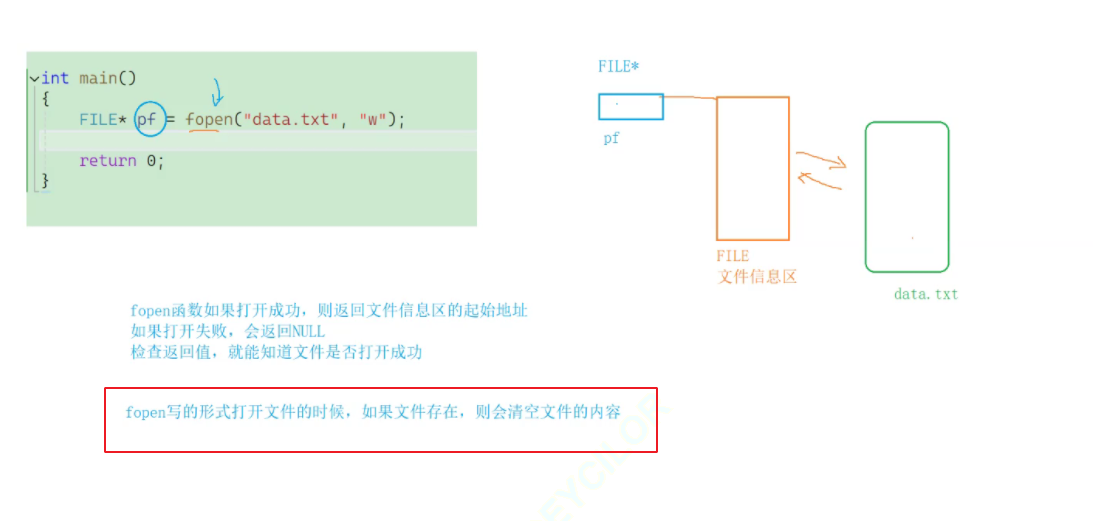 int main()
{
FILE* pf = fopen("data.txt", "w");
return 0;
}
FILE*
pf
FILE
文件信息区
data.txt
fopen函数如果打开成功，则返回文件信息区的起始地址
如果打开失败，会返回NULL
检查返回值，就能知道文件是否打开成功
fopen写的形式打开文件的时候，如果文件存在，则会清空文件的内容